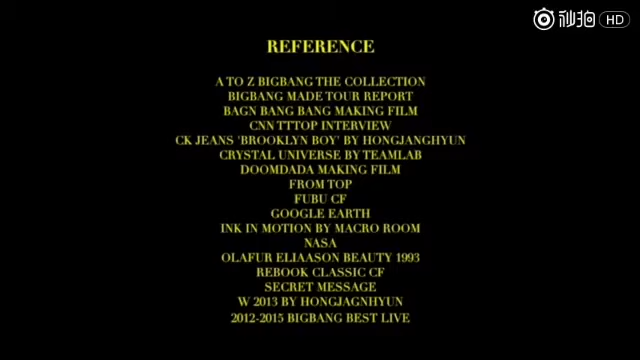 秒拍 HD
REFERENCE
A TO Z BIGBANG THE COLLECTION
BIGBANG MADE TOUR REPORT
BAGN BANG BANG MAKING FILM
CNN TTTOP INTERVIEW
CK JEANS 'BROOKLYN BOY' BY HONGJANGHYUN
CRYSTAL UNIVERSE BY TEAMLAB
DOOMDADA MAKING FILM
FROM TOP
FUBU CF
GOOGLE EARTH
INK IN MOTION BY MACRO ROOM
NASA
OLAFUR ELIAASON BEAUTY 1993
REBOOK CLASSIC CF
SECRET MESSAGE
W 2013 BY HONGJAGNHYUN
2012-2015 BIGBANG BEST LIVE